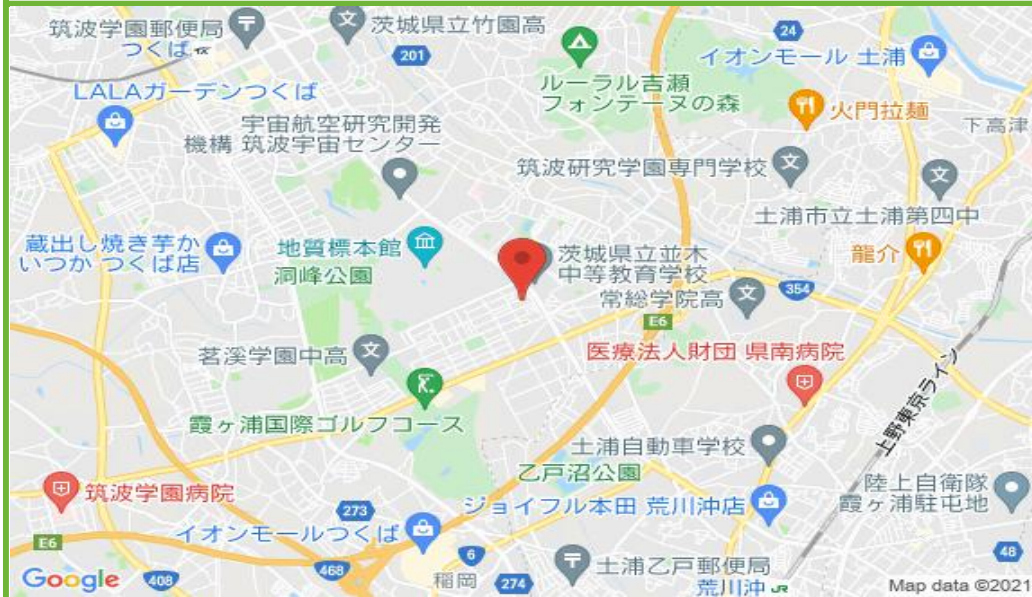 筑波学園郵便局
茨城県立竹園高
つくば TX
201
24
イオンモール 土浦
ルーラル吉瀬
フォンテーヌの森
LALAガーデンつくば
火門拉麺
宇宙航空研究開発
機構 筑波宇宙センター
下高津
筑波研究学園専門学校
土浦市立土浦第四中
蔵出し焼き芋か
いつか つくば店
地質標本館
洞峰公園
茨城県立並木
中等教育学校
龍介
常総学院高
354
E6
茗溪学園中高
医療法人財団 県南病院
霞ヶ浦国際ゴルフコース
上野東京ライン
土浦自動車学校
乙戸沼公園
筑波学園病院
陸上自衛隊
霞ヶ浦駐屯地
273
ジョイフル本田 荒川沖店
イオンモールつくば
E6
6
468
土浦乙戸郵便局
48
Google
408
稲岡
274
荒川沖 JR
Map data ©2021